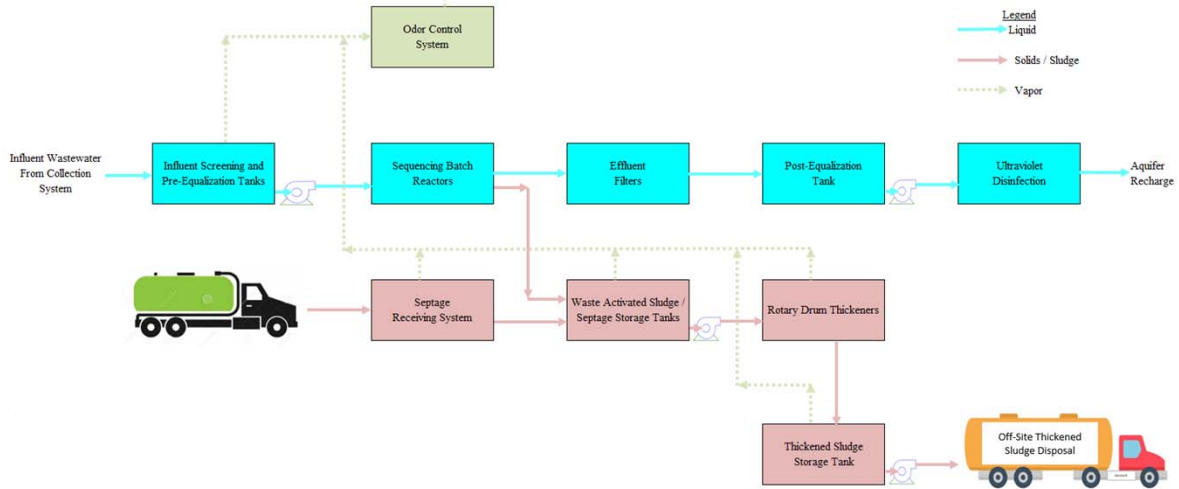 Odor Control
System
Legend
Liquid
Solids / Sludge
Vapor
Influent Wastewater
From Collection
System
Influent Screening and
Pre-Equalization Tanks
Sequencing Batch
Reactors
Effluent
Filters
Post-Equalization
Tank
Ultraviolet
Disinfection
Aquifer
Recharge
Septage
Receiving System
Waste Activated Sludge /
Septage Storage Tanks
Rotary Drum Thickeners
Thickened Sludge
Storage Tank
Off-Site Thickened
Sludge Disposal